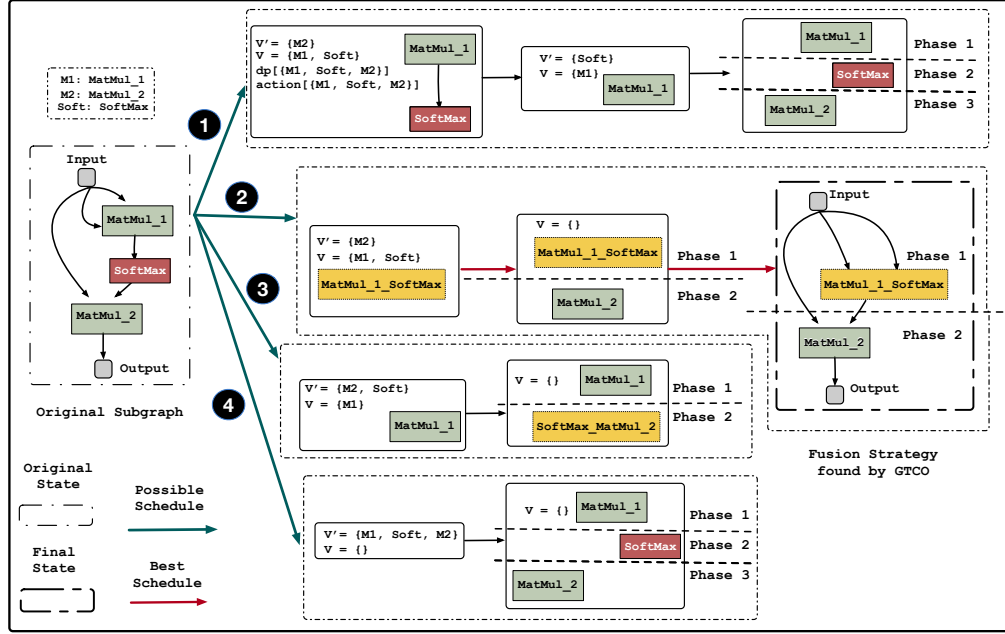 M1: MatMul_1
M2: MatMul_2
Soft: SoftMax
Input
MatMul_1
SoftMax
MatMul_2
Output
Original Subgraph
Original
State
Possible
Schedule
Final
State
Best
Schedule
1
V'= {M2}
V = {M1, Soft}
dp[{M1, Soft, M2}]
action[{M1, Soft, M2}]
MatMul_1
SoftMax
V'= {Soft}
V = {M1}
MatMul_1
MatMul_1
Phase 1
SoftMax
Phase 2
MatMul_2
Phase 3
2
V'= {M2}
V = {M1, Soft}
MatMul_1_SoftMax
V = {}
MatMul_1_SoftMax
Phase 1
MatMul_2
Phase 2
Input
Phase 1
MatMul_1_SoftMax
Phase 2
MatMul_2
Output
Fusion Strategy
found by GTCO
3
V'= {M2, Soft}
V = {M1}
MatMul_1
V = {}
MatMul_1
Phase 1
Phase 2
SoftMax_MatMul_2
4
V'= {M1, Soft, M2}
V = {}
V = {}
MatMul_1
Phase 1
SoftMax
Phase 2
MatMul_2
Phase 3